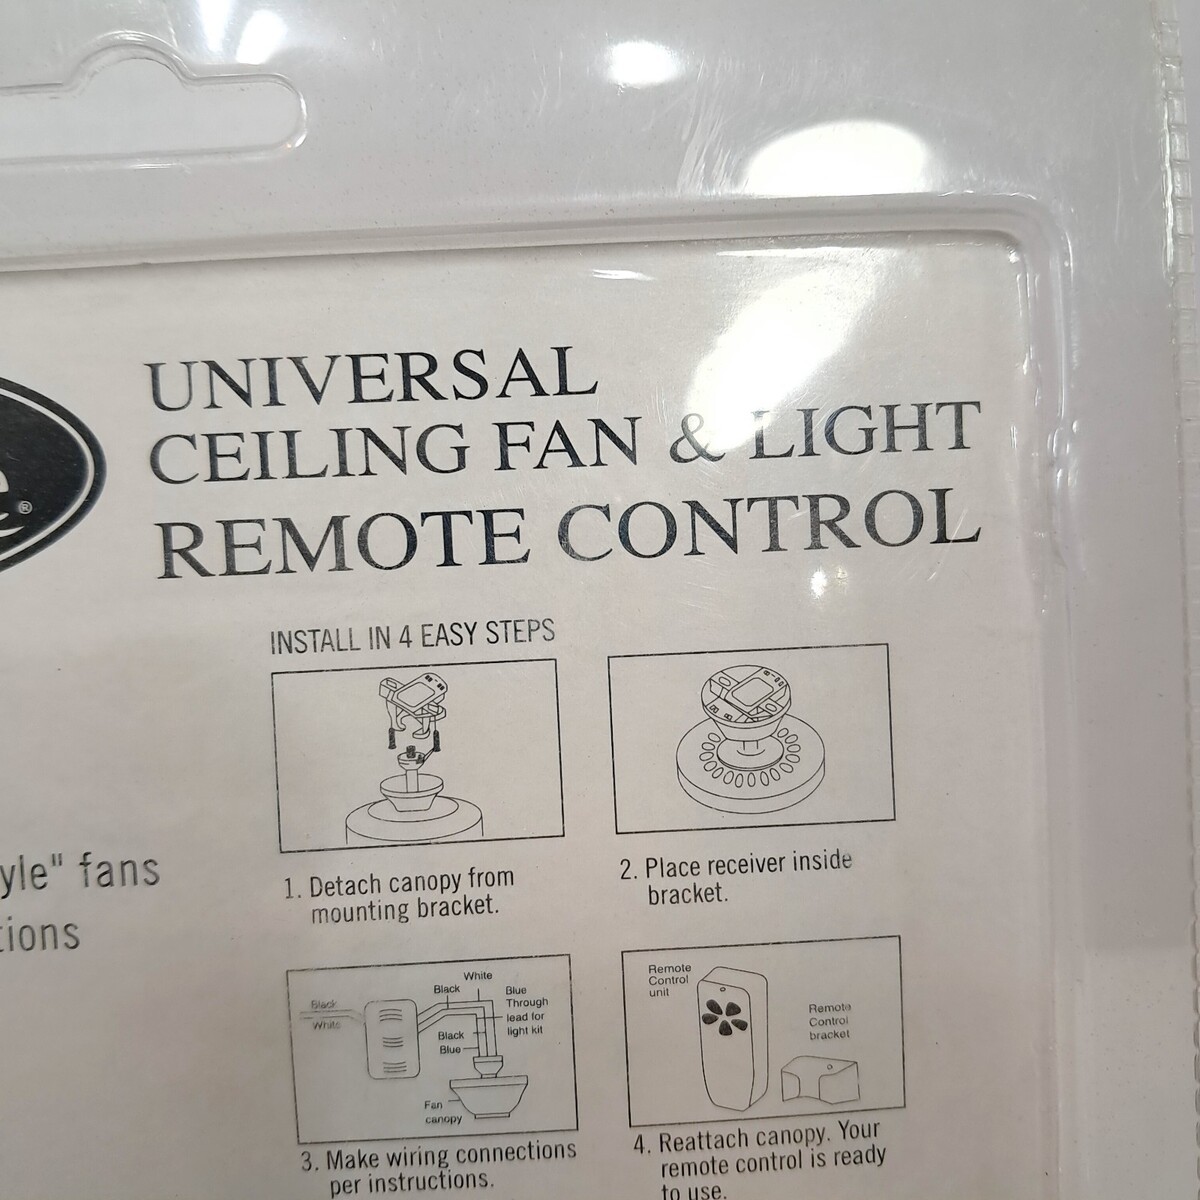 e®
UNIVERSAL
CEILING FAN & LIGHT
REMOTE CONTROL
INSTALL IN 4 EASY STEPS
yle" fans
tions
1. Detach canopy from
mounting bracket.
2. Place receiver inside
bracket.
Black
White
Black
White
Blue
Through
lead for
light kit
Black
Blue
Fan
canopy
3. Make wiring connections
per instructions.
Remote
Control
unit
Remote
Control
bracket
4. Reattach canopy. Your
remote control is ready
to use.